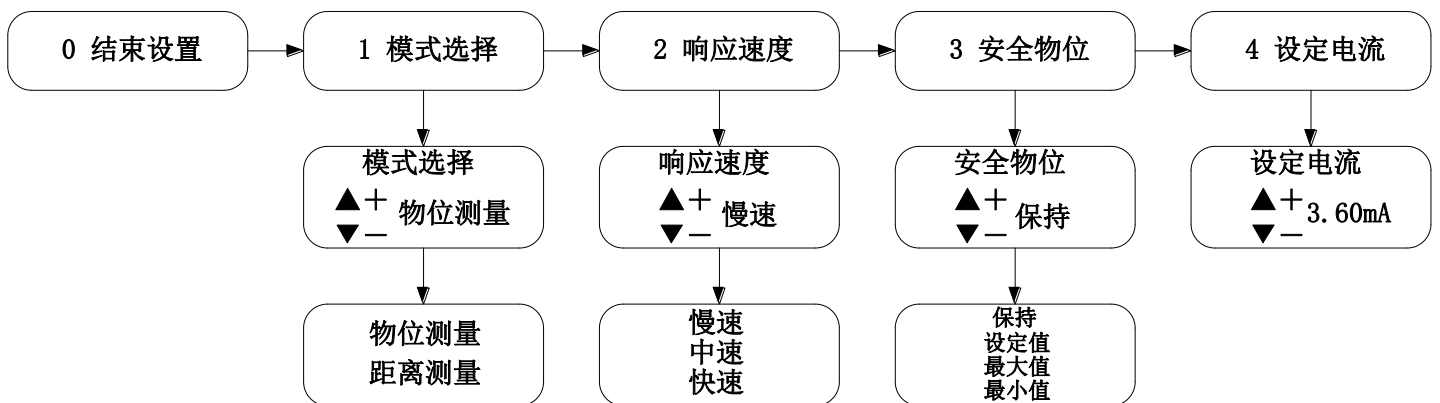 0 结束设置
1 模式选择
2 响应速度
3 安全物位
4 设定电流
模式选择
▲+
▼-
物位测量
响应速度
▲+
▼-
慢速
安全物位
▲+
▼-
保持
设定电流
▲+
▼-
3.60mA
物位测量
距离测量
慢速
中速
快速
保持
设定值
最大值
最小值